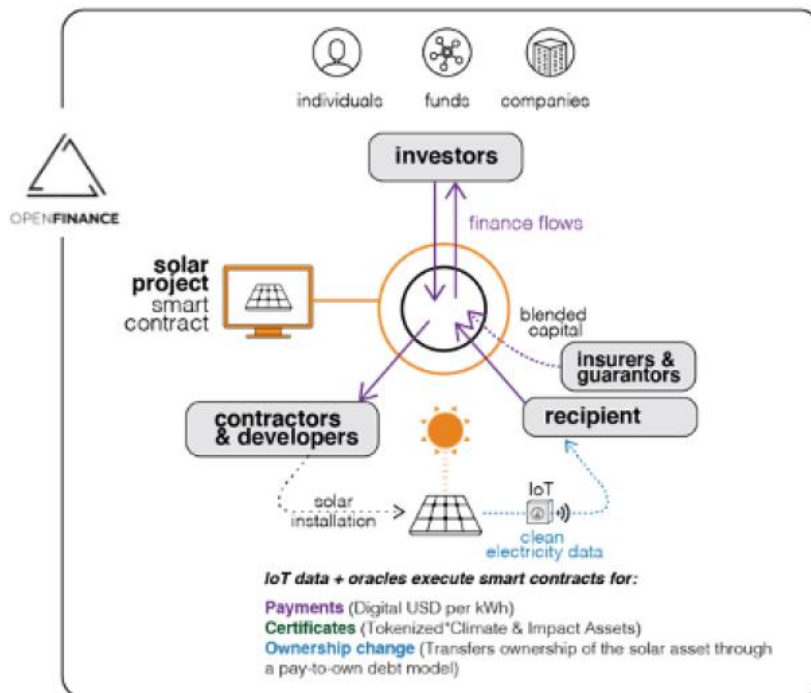 individuals
funds
companies
investors
OPENFINANCE
finance flows
solar
project
smart
contract
blended
capital
insurers &
guarantors
contractors
& developers
recipient
solar
installation
IoT
clean
electricity data
IoT data + oracles execute smart contracts for:
Payments (Digital USD per kWh)
Certificates (Tokenized*Climate & Impact Assets)
Ownership change (Transfers ownership of the solar asset through
a pay-to-own debt model)